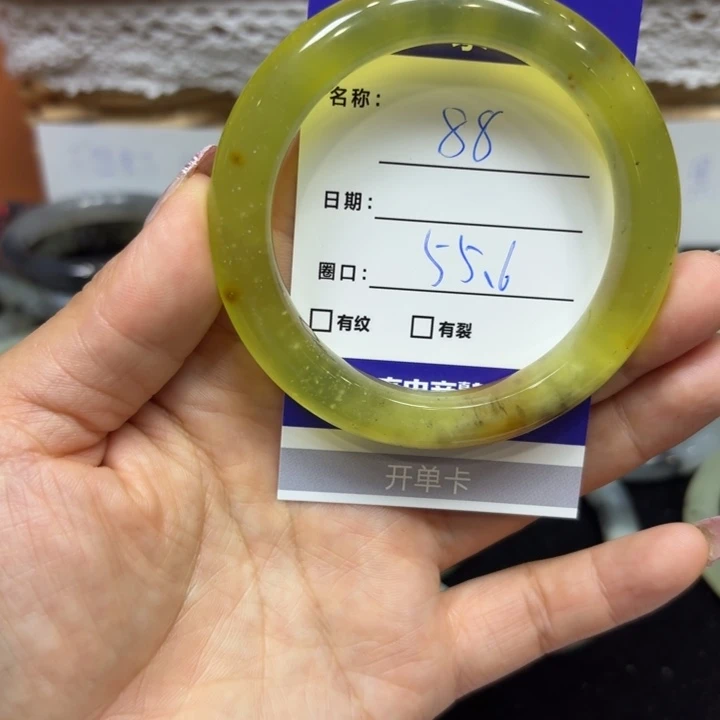 名称: 88
日期:
圈口: 55.6
有纹 有裂
开单卡